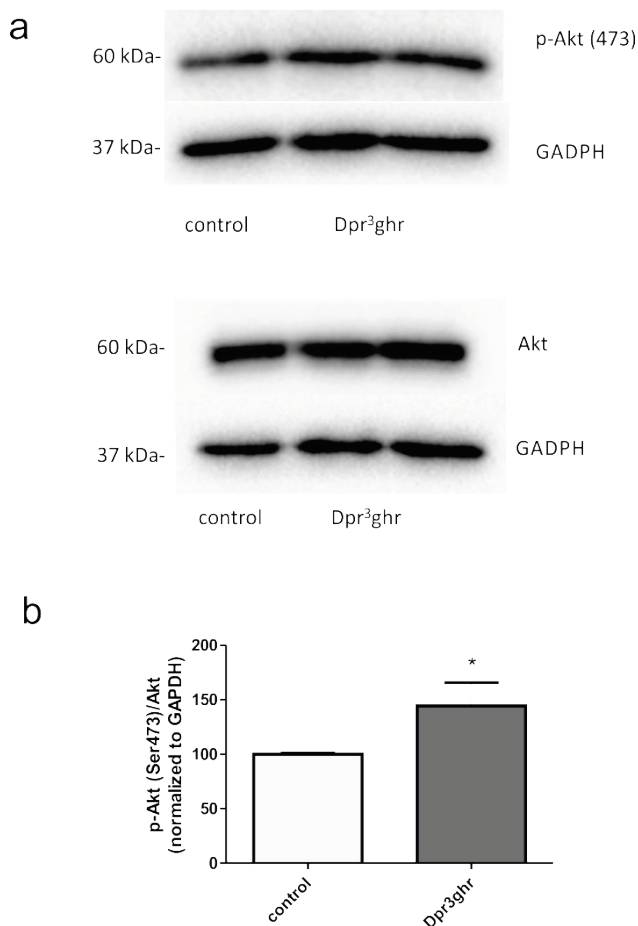 a
60 kDa-
p-Akt (473)
37 kDa-
GADPH
control Dpr³ghr
60 kDa-
Akt
37 kDa-
GADPH
control Dpr³ghr
b
p-Akt (Ser473)/Akt
(normalized to GAPDH)
200
150
100
50
0
*
control
Dpr3ghr